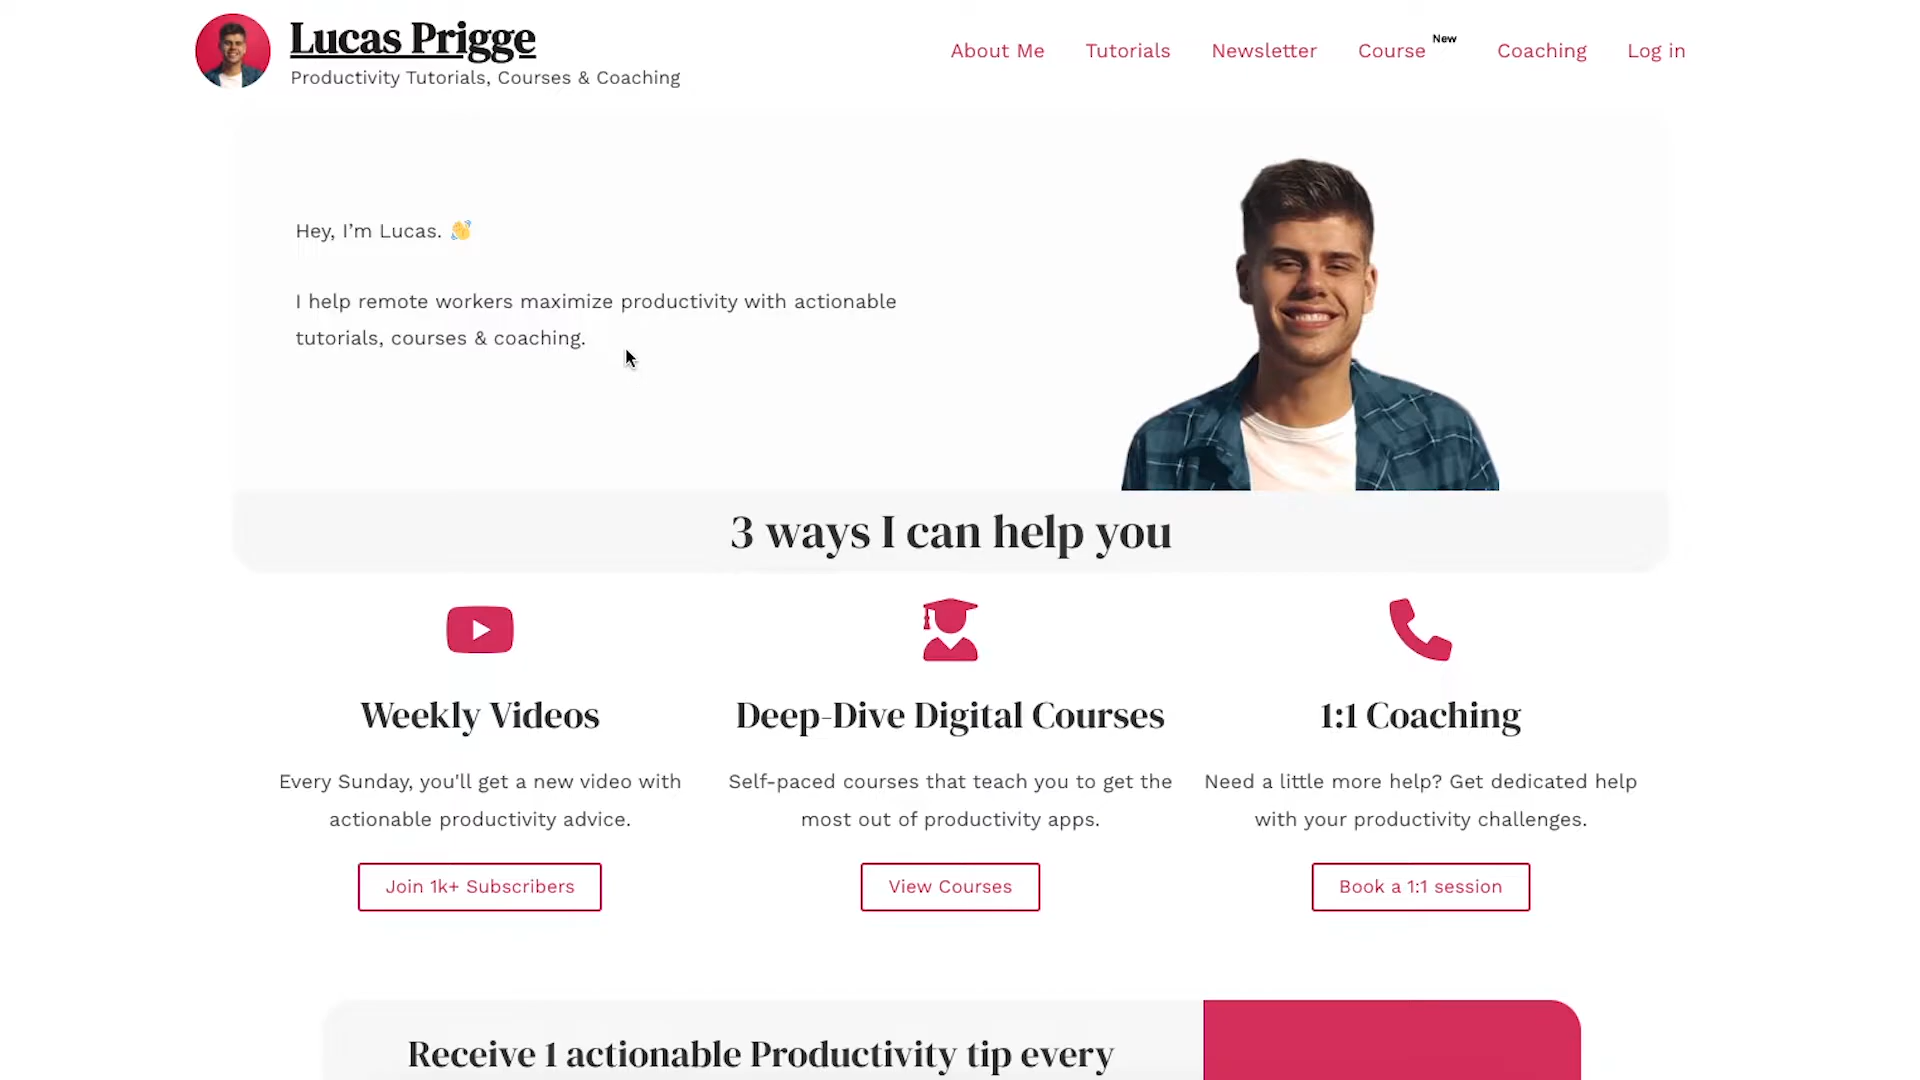 Lucas Prigge
Productivity Tutorials, Courses & Coaching
About Me
Tutorials
Newsletter
Course New
Coaching
Log in
Hey, I’m Lucas. 👋
I help remote workers maximize productivity with actionable
tutorials, courses & coaching.
3 ways I can help you
Weekly Videos
Every Sunday, you'll get a new video with
actionable productivity advice.
Join 1k+ Subscribers
Deep-Dive Digital Courses
Self-paced courses that teach you to get the
most out of productivity apps.
View Courses
1:1 Coaching
Need a little more help? Get dedicated help
with your productivity challenges.
Book a 1:1 session
Receive 1 actionable Productivity tip every